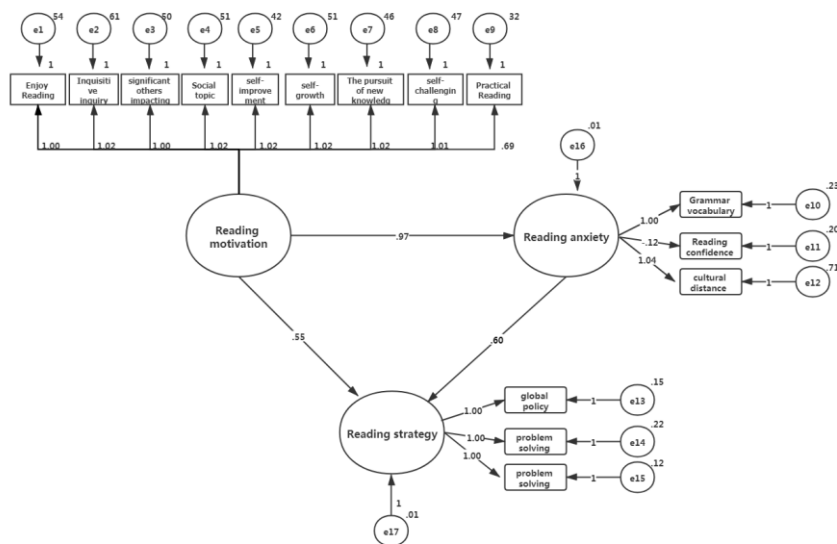 .54 .61 .50 .51 .42 .51 .46 .47 .32
e1 e2 e3 e4 e5 e6 e7 e8 e9
1 1 1 1 1 1 1 1 1
Enjoy
Reading
Inquisiti
ve inquiry
significant
others
impacting
Social
topic
self-
improve
ment
self-
growth
The pursuit
of new
knowledg
self-
challengin
g
Practical
Reading
1.00 1.02 1.00 1.02 1.02 1.02 1.02 1.01 .69
.01
e16
1
Reading
motivation
.97
Reading anxiety
1.00
Grammar
vocabulary
1
e10
.23
-.12
Reading
confidence
1
e11
.20
1.04
cultural
distance
1
e12
.71
.55
.60
Reading strategy
1.00
global
policy
1
e13
.15
1.00
problem
solving
1
e14
.22
1.00
problem
solving
1
e15
.12
1
.01
e17